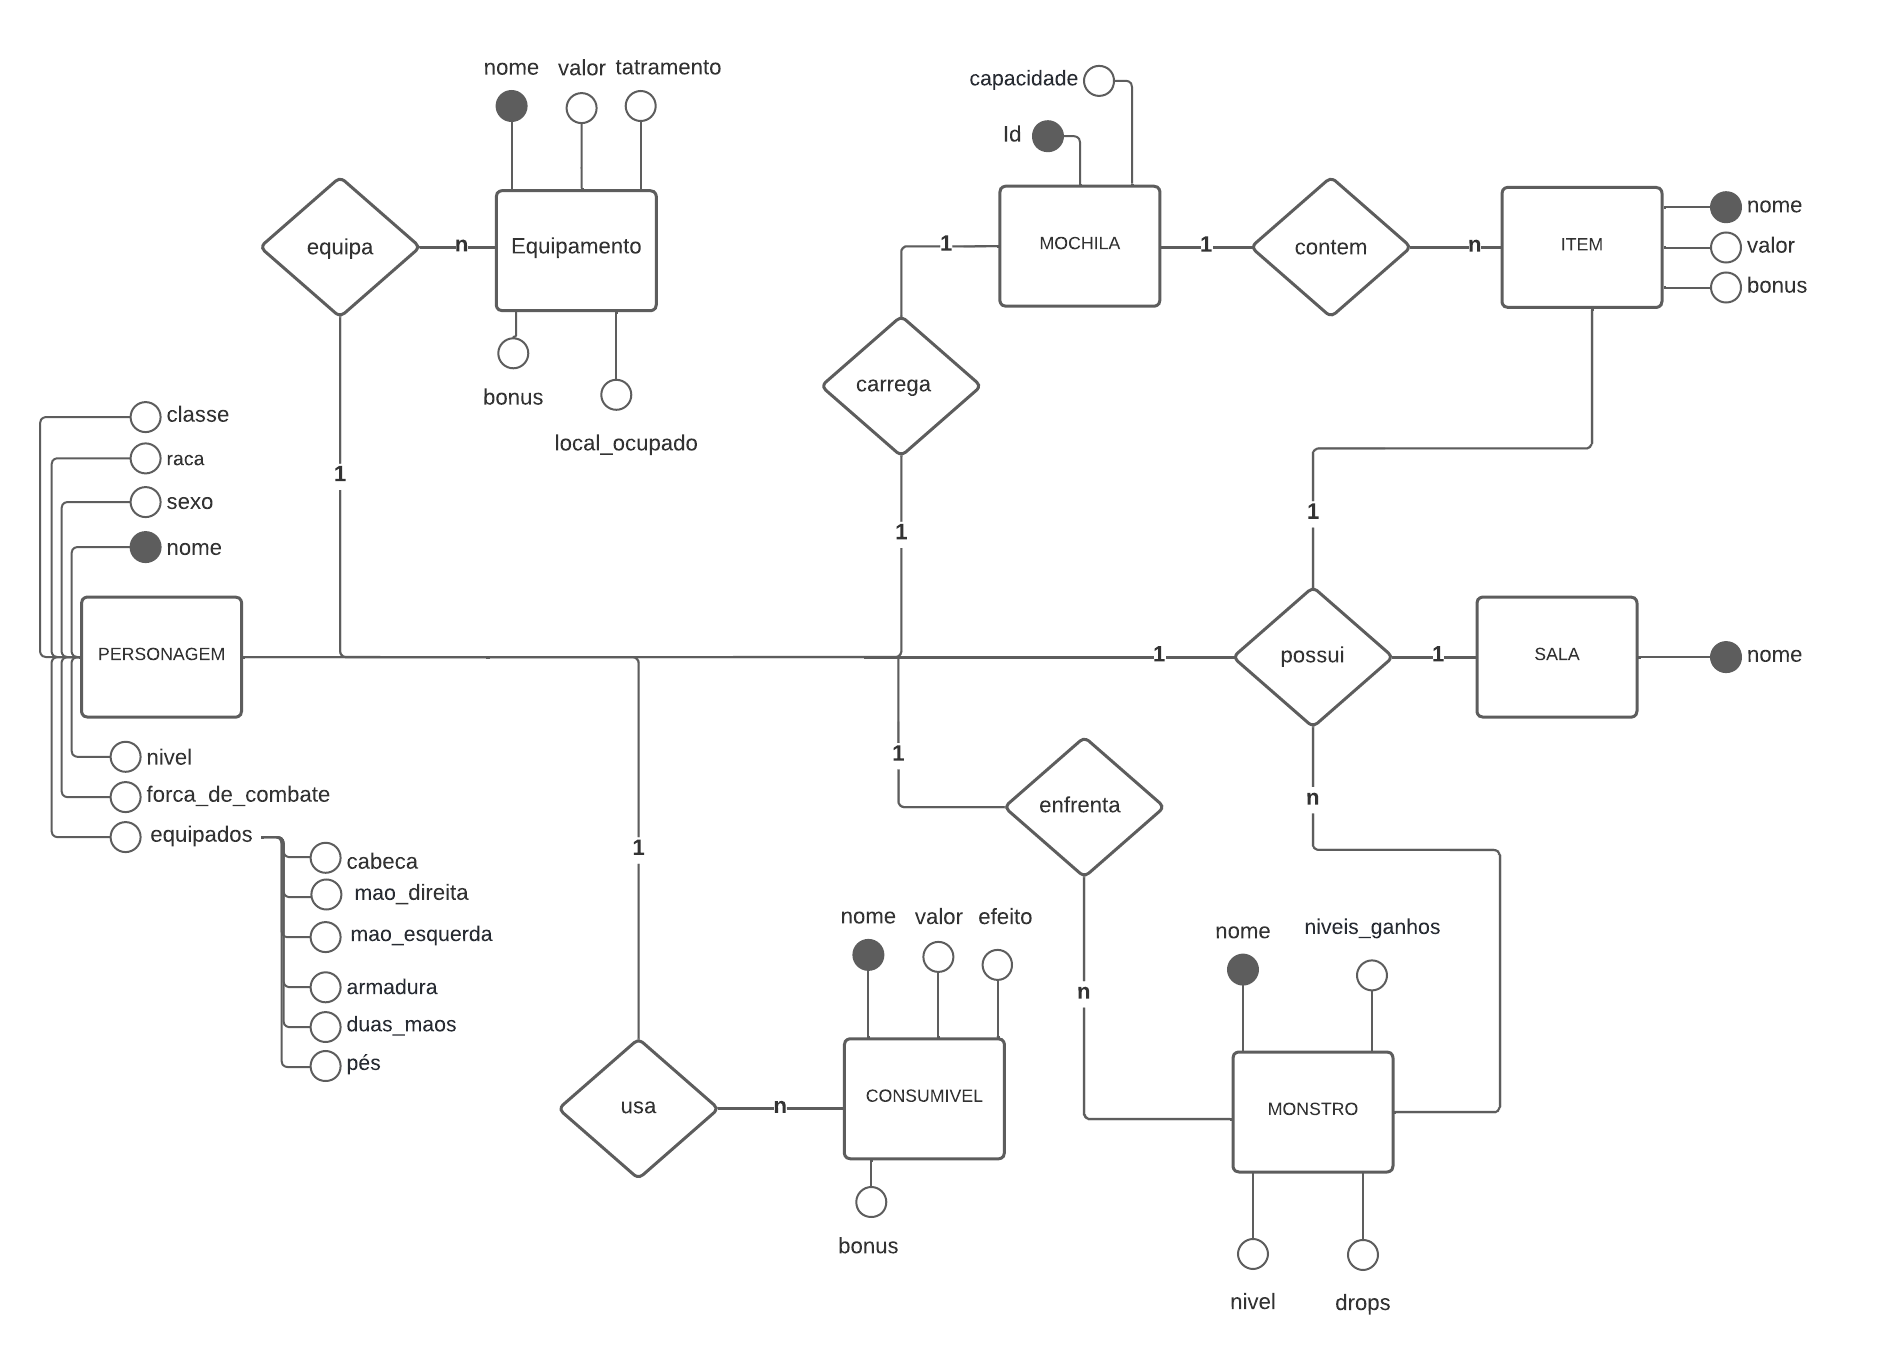 nome valor tatramento
capacidade
Id
equipa
n
Equipamento
1
MOCHILA
1
contem
n
ITEM
nome
valor
bonus
bonus
local_ocupado
carrega
classe
raca
sexo
nome
1
1
1
PERSONAGEM
1
possui
1
SALA
nome
nivel
forca_de_combate
equipados
cabeca
mao_direita
mao_esquerda
armadura
duas_maos
pés
1
1
enfrenta
n
nome valor efeito
n
nome
niveis_ganhos
usa
n
CONSUMIVEL
MONSTRO
bonus
nivel
drops